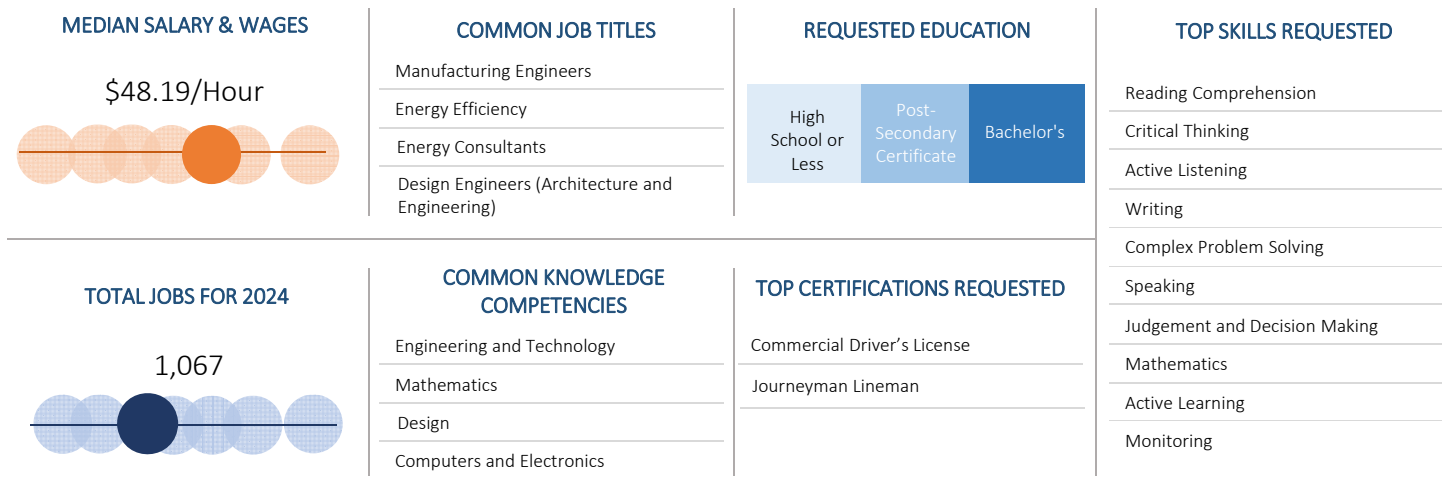 MEDIAN SALARY & WAGES
$48.19/Hour
COMMON JOB TITLES
Manufacturing Engineers
Energy Efficiency
Energy Consultants
Design Engineers (Architecture and
Engineering)
REQUESTED EDUCATION
High
School or
Less
Post-
Secondary
Certificate
Bachelor's
TOP SKILLS REQUESTED
Reading Comprehension
Critical Thinking
Active Listening
Writing
Complex Problem Solving
Speaking
Judgement and Decision Making
Mathematics
Active Learning
Monitoring
TOTAL JOBS FOR 2024
1,067
COMMON KNOWLEDGE
COMPETENCIES
Engineering and Technology
Mathematics
Design
Computers and Electronics
TOP CERTIFICATIONS REQUESTED
Commercial Driver’s License
Journeyman Lineman